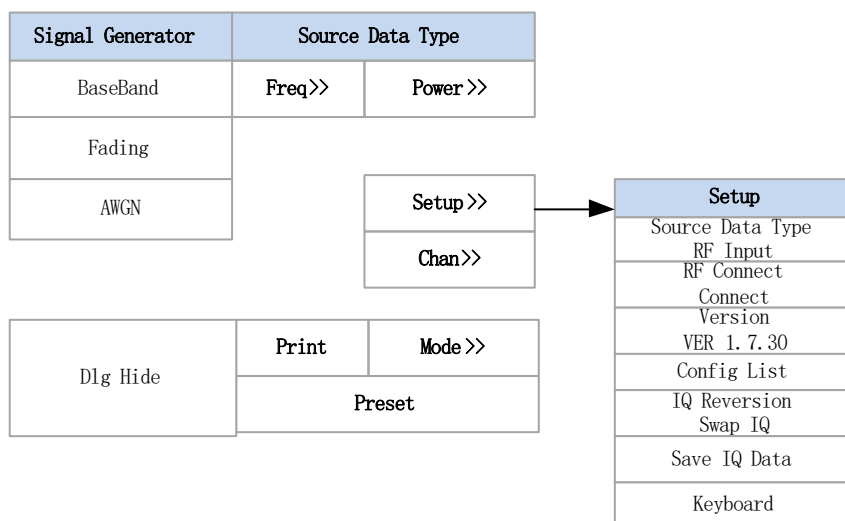 Signal Generator
Source Data Type
BaseBand
Freq>>
Power>>
Fading
AWGN
Setup>>
Chan>>
Dlg Hide
Print
Mode>>
Preset
Setup
Source Data Type
RF Input
RF Connect
Connect
Version
VER 1.7.30
Config List
IQ Reversion
Swap IQ
Save IQ Data
Keyboard